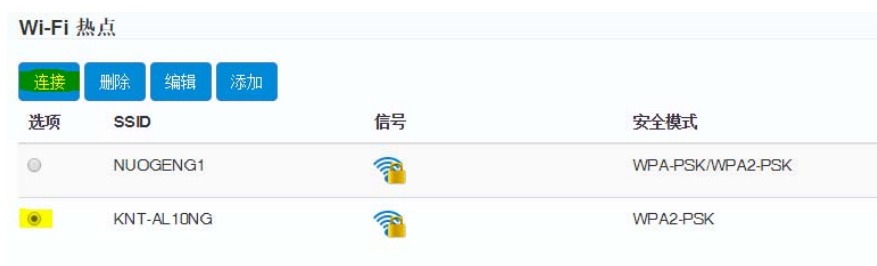 Wi-Fi 热点
连接 删除 编辑 添加
选项 SSID 信号 安全模式
NUOGENG1 WPA-PSK/WPA2-PSK
KNT-AL10NG WPA2-PSK